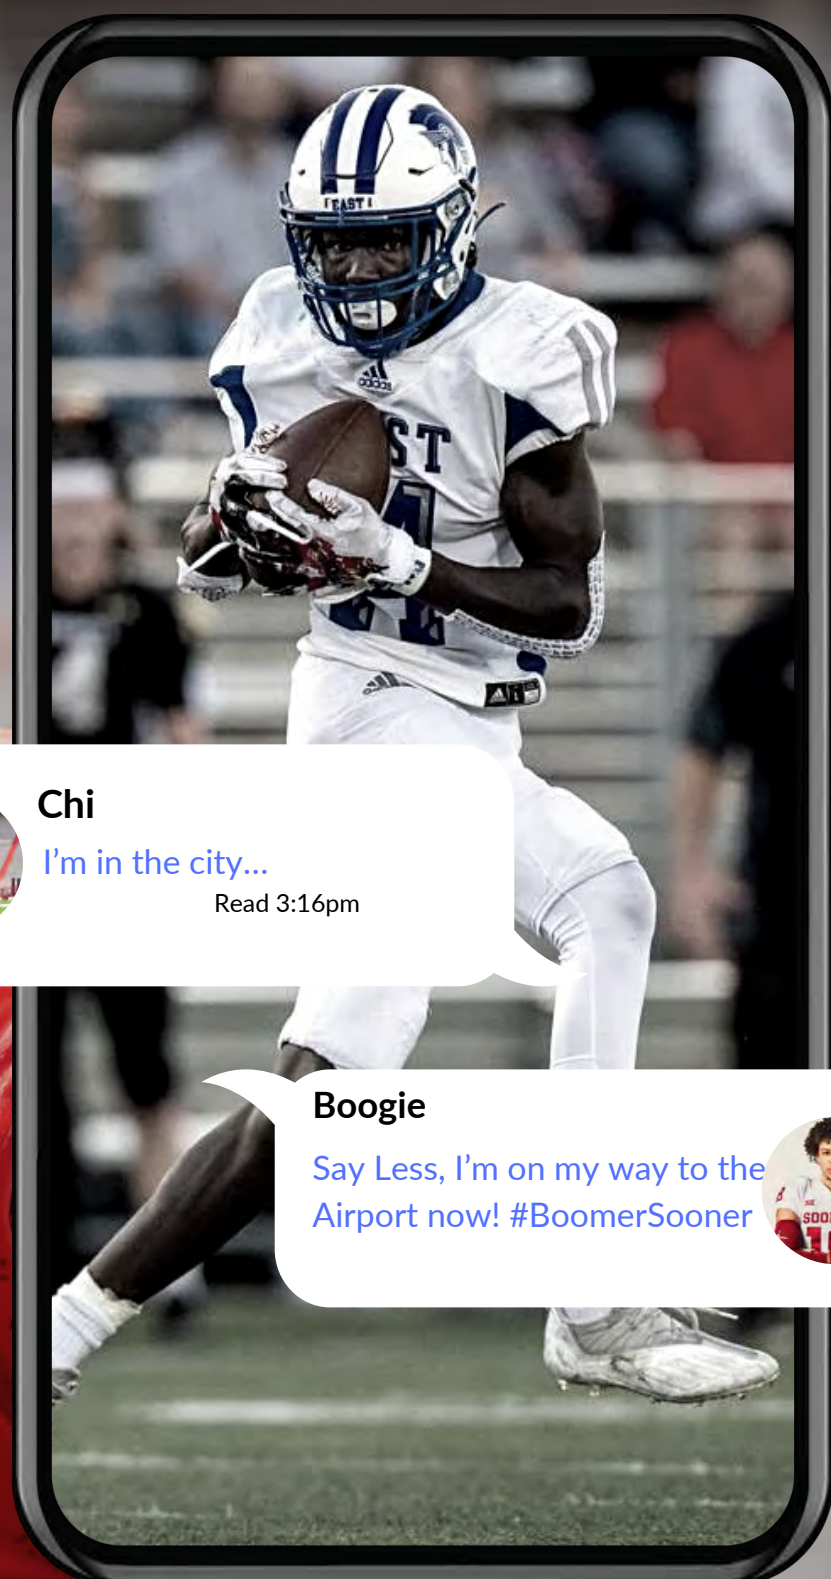 EAST
adidas
ST
Chi
I'm in the city...
Read 3:16pm
Boogie
Say Less, I'm on my way to the
Airport now! #BoomerSooner